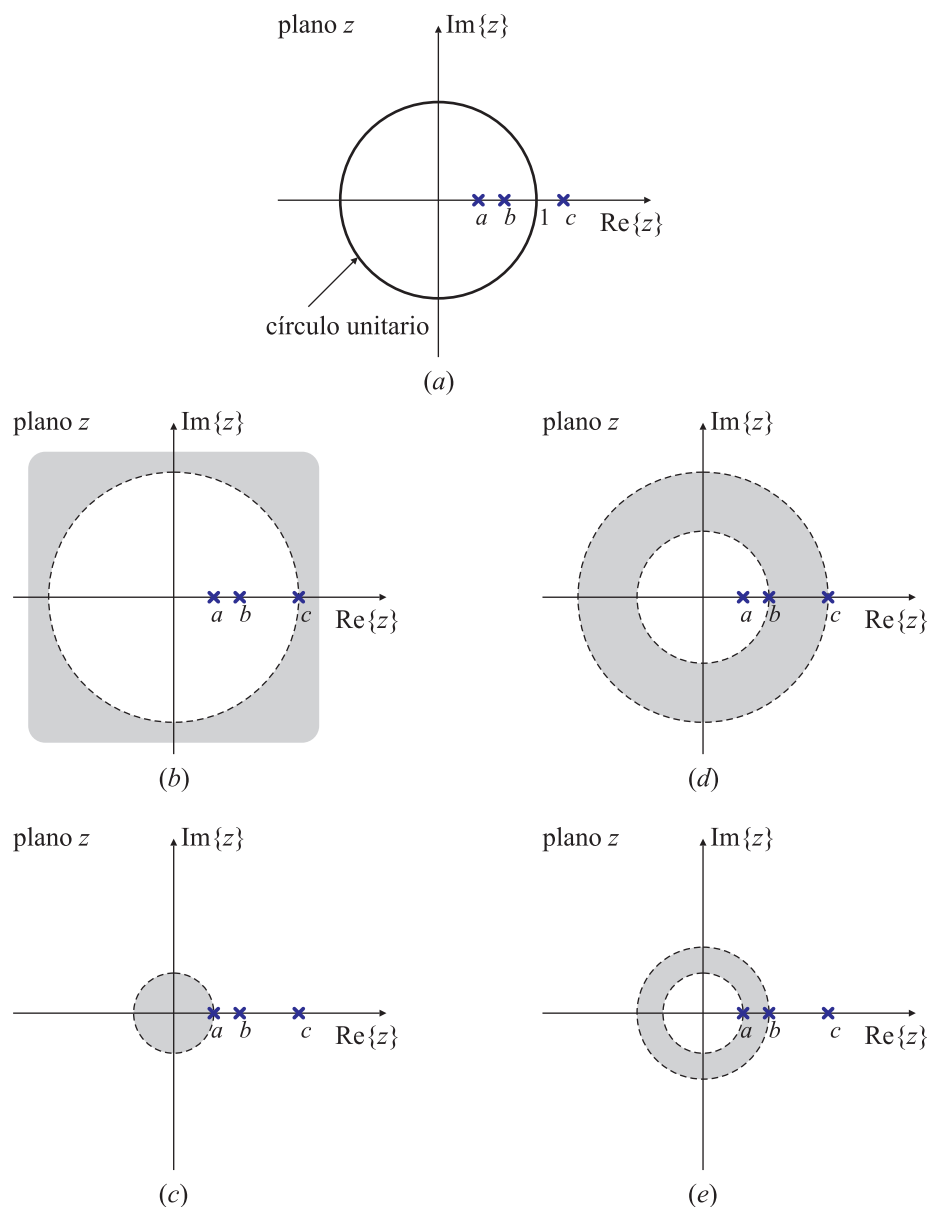 plano z
Im{z}
a b 1 c
Re{z}
círculo unitario
(a)
plano z
Im{z}
a b c
Re{z}
(b)
plano z
Im{z}
a b c
Re{z}
(d)
plano z
Im{z}
a b c
Re{z}
(c)
plano z
Im{z}
a b c
Re{z}
(e)